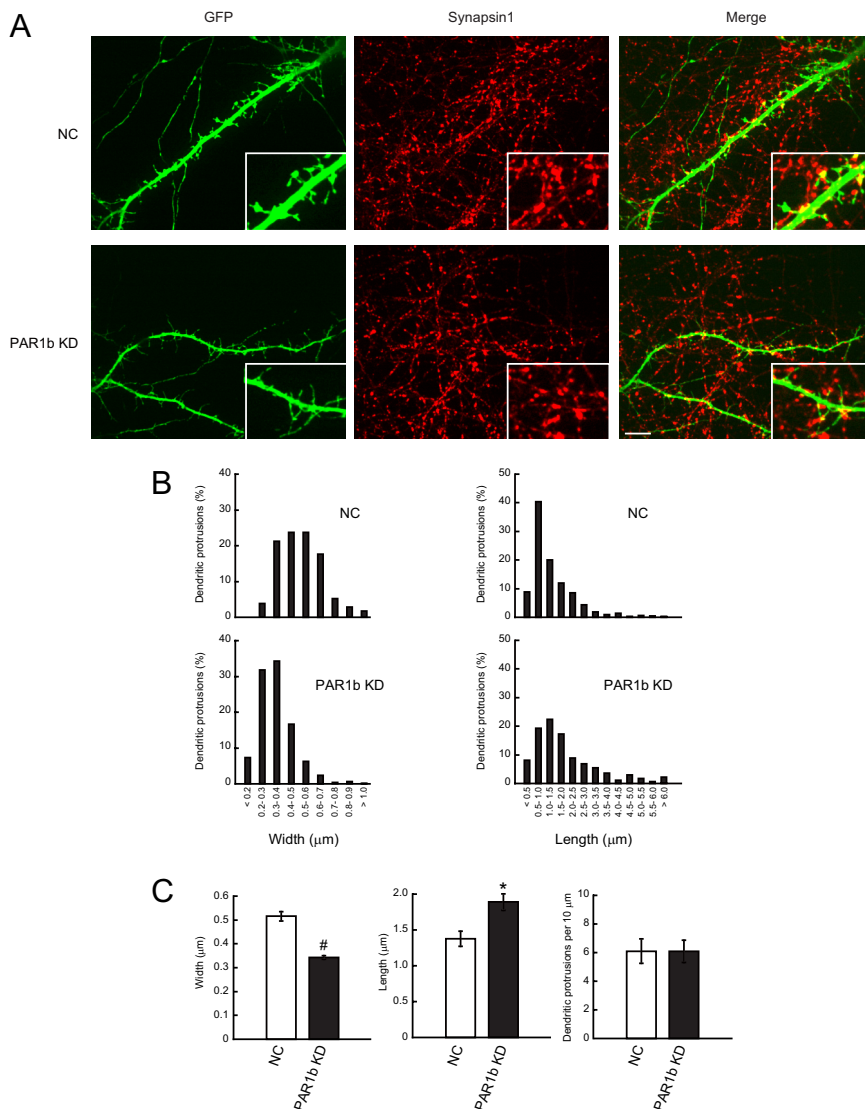 A
GFP
Synapsin1
Merge
NC
PAR1b KD
B
Dendritic protrusions (%)
40
30
20
10
0
NC
Dendritic protrusions (%)
50
40
30
20
10
0
NC
Dendritic protrusions (%)
40
30
20
10
0
PAR1b KD
< 0.2
0.2- 0.3
0.3- 0.4
0.4- 0.5
0.5- 0.6
0.6- 0.7
0.7- 0.8
0.8- 0.9
> 1.0
Width (μm)
Dendritic protrusions (%)
50
40
30
20
10
0
PAR1b KD
< 0.5
0.5- 1.0
1.0- 1.5
1.5- 2.0
2.0- 2.5
2.5- 3.0
3.0- 3.5
3.5- 4.0
4.0- 4.5
4.5- 5.0
5.0- 5.5
5.5- 6.0
> 6.0
Length (μm)
C
Width (μm)
0.6
0.5
0.4
0.3
0.2
0.1
0
#
NC
PAR1b KD
Length (μm)
2.0
1.5
1.0
0.5
0
*
NC
PAR1b KD
Dendritic protrusions per 10 μm
10
8
6
4
2
0
NC
PAR1b KD